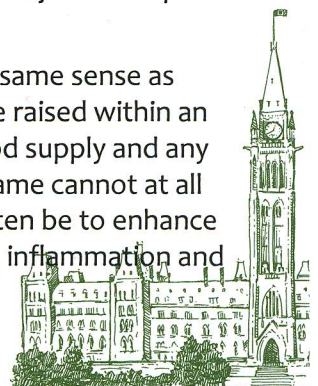 same sense as
e raised within an
od supply and any
ame cannot at all
ten be to enhance
inflammation and